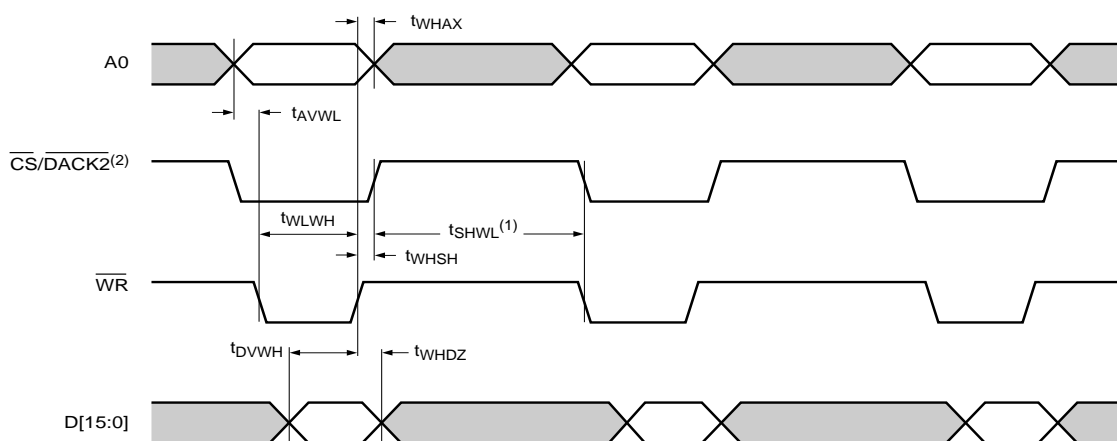 tWHAX
A0
tAVWL
CS/DACK2(2)
tWLWH
tSHWL(1)
tWHSH
WR
tDVWH
tWHDZ
D[15:0]